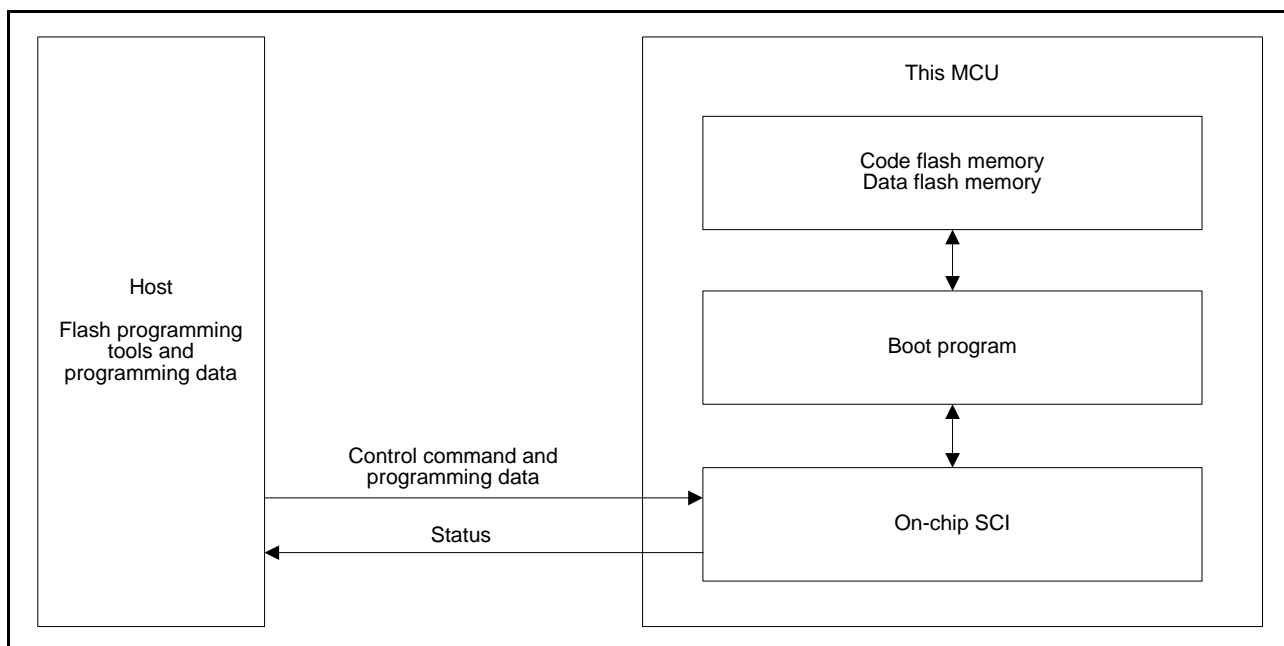 Host
Flash programming
tools and
programming data
Control command and
programming data
Status
This MCU
Code flash memory
Data flash memory
Boot program
On-chip SCI